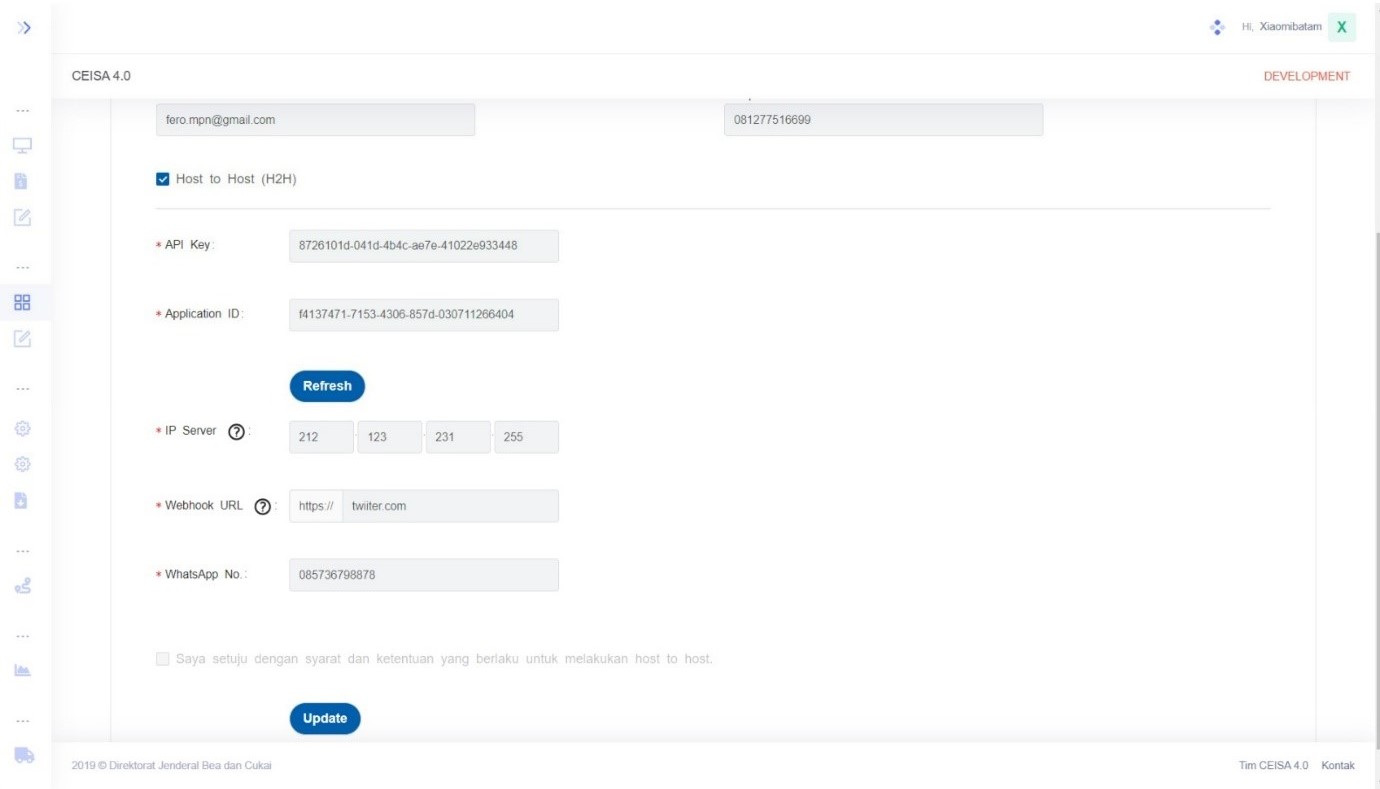 Hi, Xiaomibatam X
CEISA 4.0 DEVELOPMENT
fero.mpn@gmail.com 081277516699
Host to Host (H2H)
* API Key: 8726101d-041d-4b4c-ae7e-41022e933448
* Application ID: f4137471-7153-4306-857d-030711266404
Refresh
* IP Server ? : 212 123 231 255
* Webhook URL ? : https:// twiiter.com
* WhatsApp No.: 085736798878
Saya setuju dengan syarat dan ketentuan yang berlaku untuk melakukan host to host.
Update
2019 © Direktorat Jenderal Bea dan Cukai Tim CEISA 4.0 Kontak